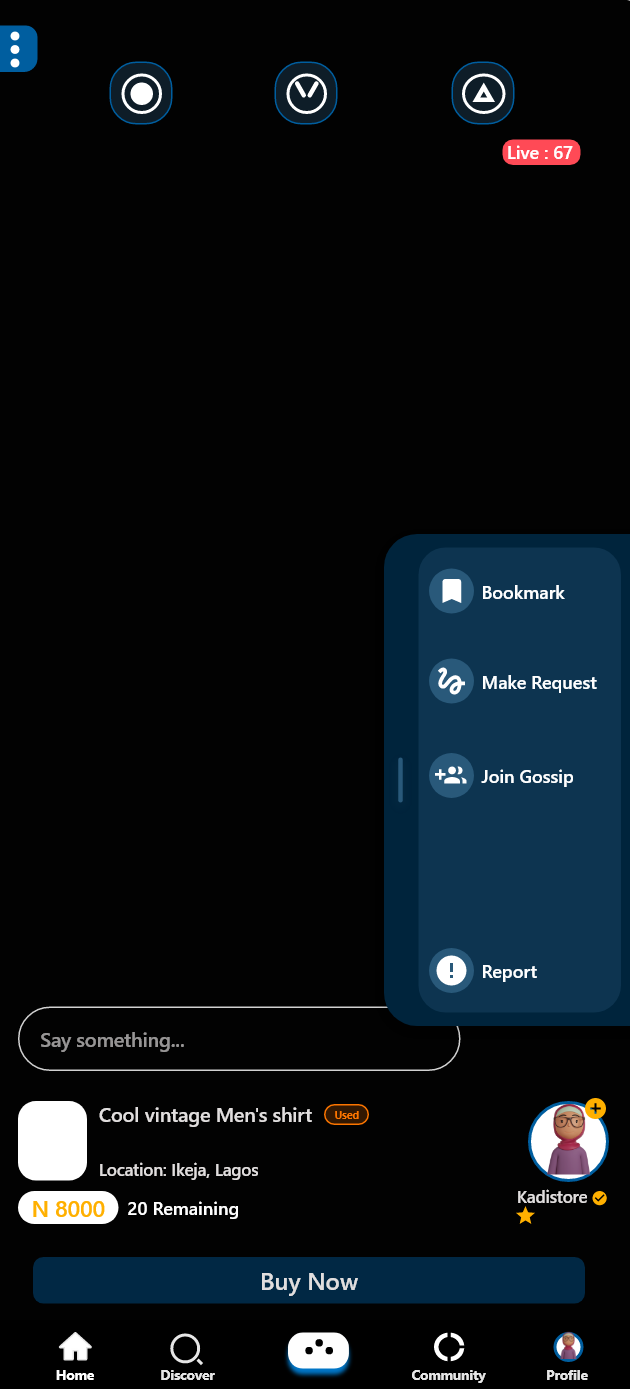 Live : 67
Bookmark
Make Request
Join Gossip
Report
Say something...
Cool vintage Men's shirt Used
Location: Ikeja, Lagos
N 8000 20 Remaining
Kadistore
Buy Now
Home Discover Community Profile